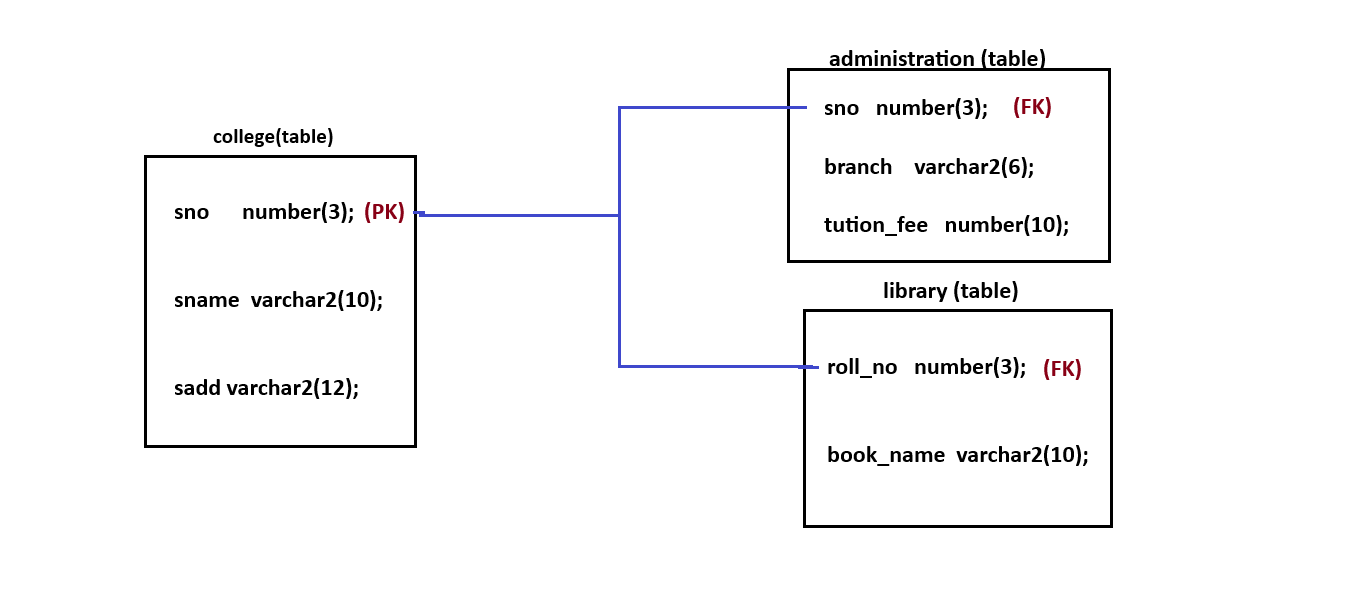 college(table)
sno number(3); (PK)
sname varchar2(10);
sadd varchar2(12);
administration (table)
sno number(3); (FK)
branch varchar2(6);
tution_fee number(10);
library (table)
roll_no number(3); (FK)
book_name varchar2(10);